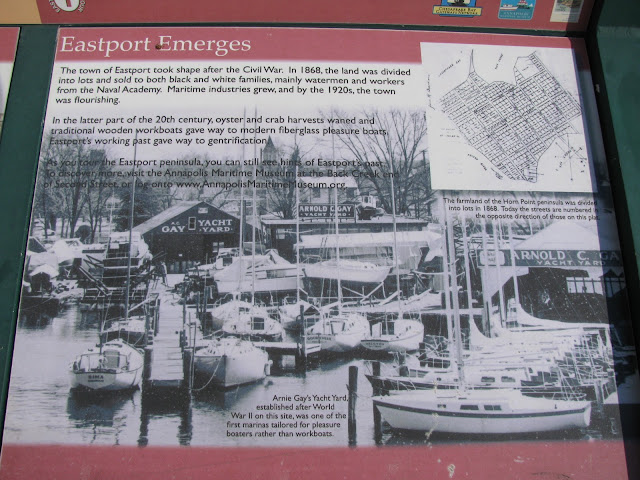 Eastport Emerges
The town of Eastport took shape after the Civil War. In 1868, the land was divided
into lots and sold to both black and white families, mainly watermen and workers
from the Naval Academy. Maritime industries grew, and by the 1920s, the town
was flourishing.
In the latter part of the 20th century, oyster and crab harvests waned and
traditional wooden workboats gave way to modern fiberglass pleasure boats.
Eastport's working past gave way to gentrification.
As you tour the Eastport peninsula, you can still see hints of Eastport's past.
To discover more, visit the Annapolis Maritime Museum at the Back Creek end
of Second Street, or log onto www.AnnapolisMaritimeMuseum.org.
The farmland of the Horn Point peninsula was divided
into lots in 1868. Today the streets are numbered in
the opposite direction of those on this plat.
GAY YACHT
YARD
ARNOLD C. GAY
YACHT YARD
ARNOLD C. GAY
YACHT YARD
Arnie Gay's Yacht Yard,
established after World
War II on this site, was one of the
first marinas tailored for pleasure
boaters rather than workboats.